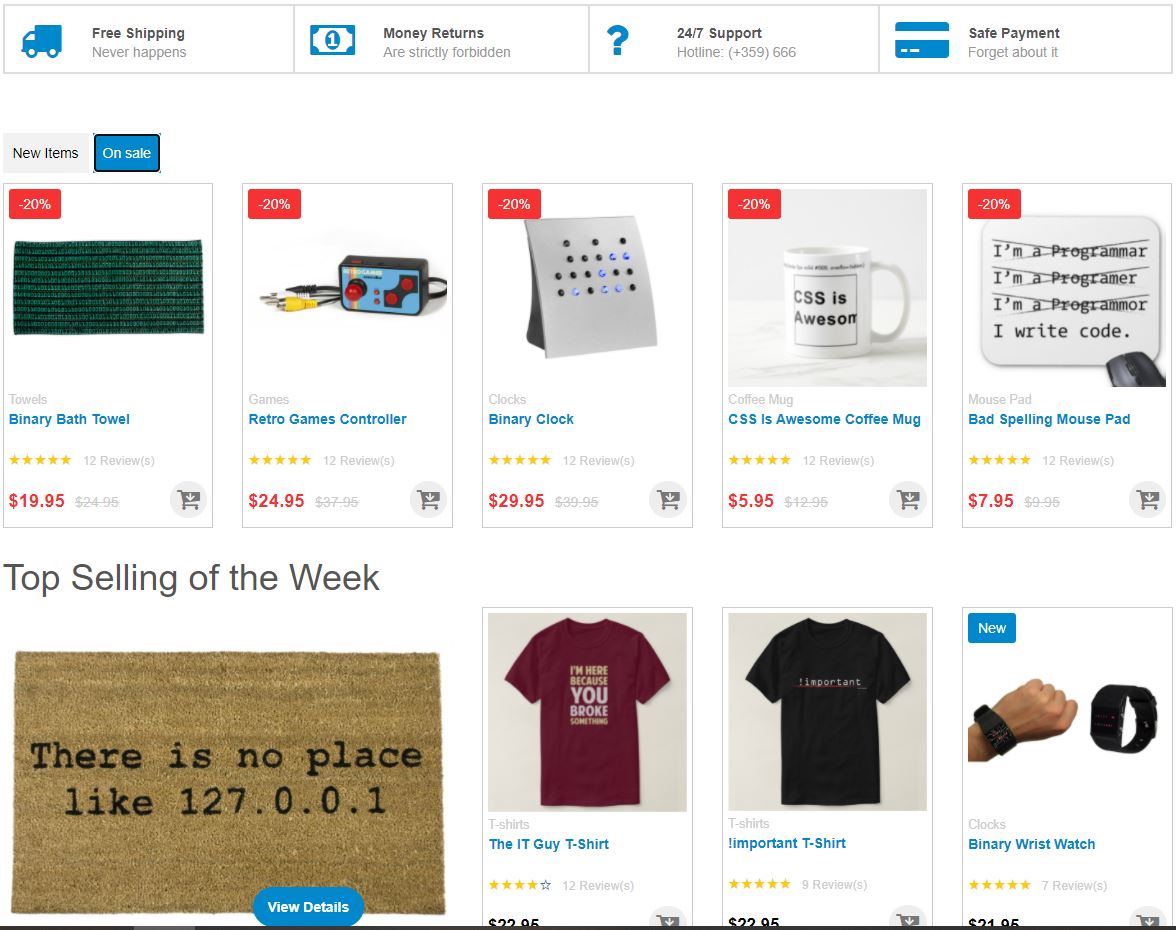 Free Shipping
Never happens
1
Money Returns
Are strictly forbidden
?
24/7 Support
Hotline: (+359) 666
Safe Payment
Forget about it
New Items
On sale
-20%
-20%
-20%
-20%
-20%
RETRO GAMES
CSS is
Awesom
I'm a Programmar
I'm a Programer
I'm a Programmor
I write code.
Towels
Games
Clocks
Coffee Mug
Mouse Pad
Binary Bath Towel
Retro Games Controller
Binary Clock
CSS Is Awesome Coffee Mug
Bad Spelling Mouse Pad
★★★★★ 12 Review(s)
★★★★★ 12 Review(s)
★★★★★ 12 Review(s)
★★★★★ 12 Review(s)
★★★★★ 12 Review(s)
$19.95 $24.95
$24.95 $37.95
$29.95 $39.95
$5.95 $12.95
$7.95 $9.95
Top Selling of the Week
There is no place
like 127.0.0.1
View Details
I'M HERE
BECAUSE
YOU
BROKE
SOMETHING
T-shirts
The IT Guy T-Shirt
★★★★☆ 12 Review(s)
$22.95
!important
T-shirts
!important T-Shirt
★★★★★ 9 Review(s)
$22.95
New
Clocks
Binary Wrist Watch
★★★★★ 7 Review(s)
$21.95